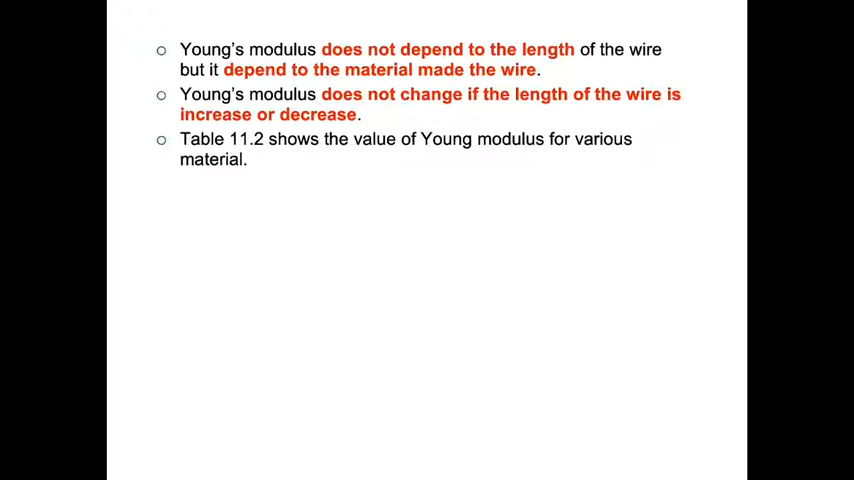 Young's modulus does not depend to the length of the wire
but it depend to the material made the wire.
Young's modulus does not change if the length of the wire is
increase or decrease.
Table 11.2 shows the value of Young modulus for various
material.